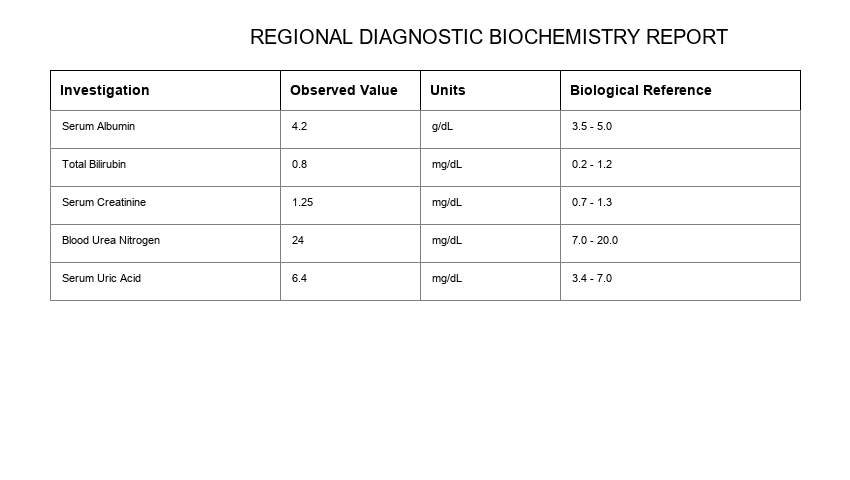 REGIONAL DIAGNOSTIC BIOCHEMISTRY REPORT
Investigation Observed Value Units Biological Reference
Serum Albumin 4.2 g/dL 3.5 - 5.0
Total Bilirubin 0.8 mg/dL 0.2 - 1.2
Serum Creatinine 1.25 mg/dL 0.7 - 1.3
Blood Urea Nitrogen 24 mg/dL 7.0 - 20.0
Serum Uric Acid 6.4 mg/dL 3.4 - 7.0